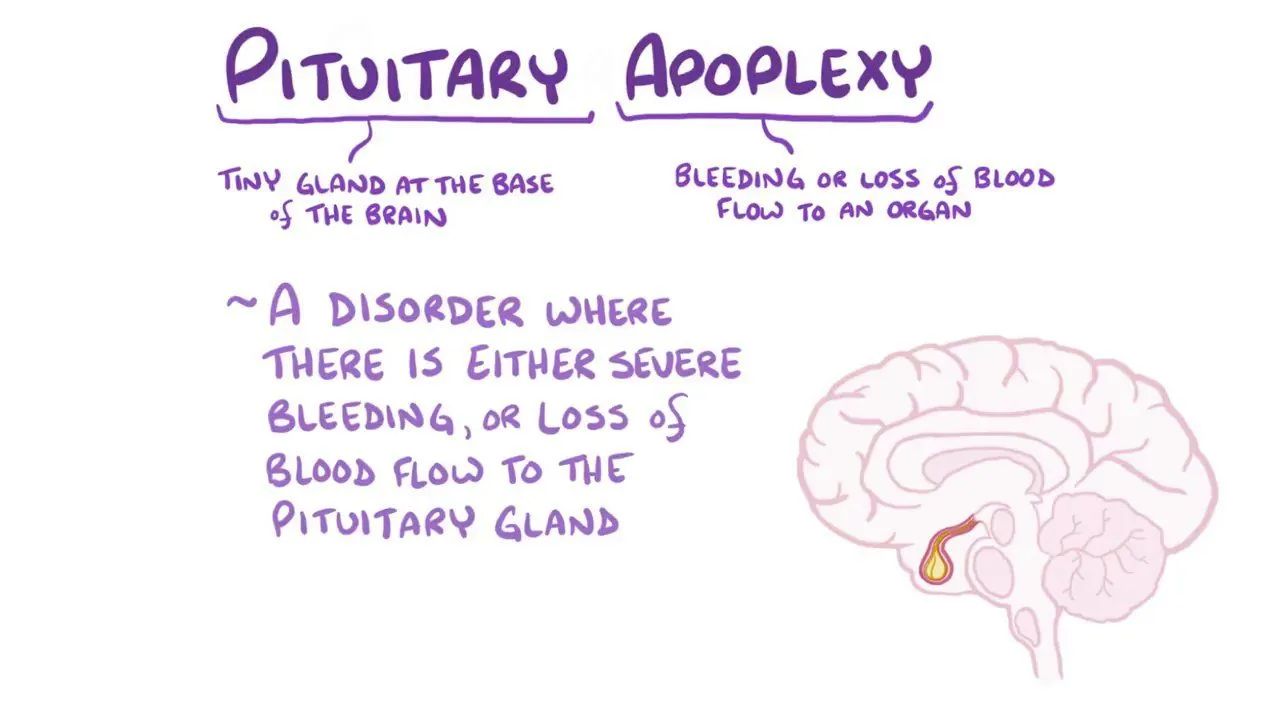 PITUITARY APOPLEXY
TINY GLAND AT THE BASE
of THE BRAIN
BLEEDING OR LOSS of BLOOD
FLOW TO AN ORGAN
~ A DISORDER WHERE
THERE IS EITHER SEVERE
BLEEDING, OR LOSS of
BLOOD FLOW TO THE
PITUITARY GLAND